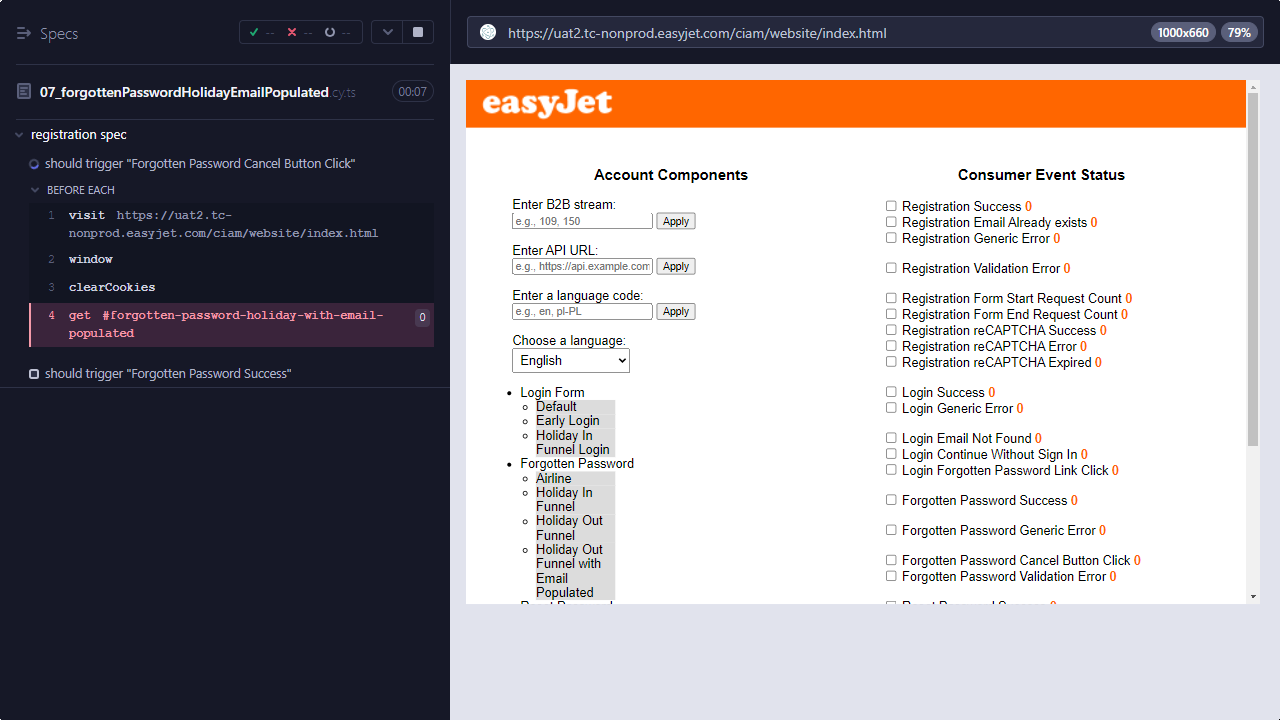 Specs
--
--
--
https://uat2.tc-nonprod.easyjet.com/ciam/website/index.html
1000x660
79%
07_forgottenPasswordHolidayEmailPopulated.cy.ts
00:07
registration spec
should trigger "Forgotten Password Cancel Button Click"
BEFORE EACH
1 visit https://uat2.tc-
nonprod.easyjet.com/ciam/website/index.html
2 window
3 clearCookies
4 get #forgotten-password-holiday-with-email-
populated
0
should trigger "Forgotten Password Success"
easyJet
Account Components
Enter B2B stream:
e.g., 109, 150
Apply
Enter API URL:
e.g., https://api.example.com
Apply
Enter a language code:
e.g., en, pl-PL
Apply
Choose a language:
English
Login Form
Default
Early Login
Holiday In
Funnel Login
Forgotten Password
Airline
Holiday In
Funnel
Holiday Out
Funnel
Holiday Out
Funnel with
Email
Populated
Consumer Event Status
Registration Success 0
Registration Email Already exists 0
Registration Generic Error 0
Registration Validation Error 0
Registration Form Start Request Count 0
Registration Form End Request Count 0
Registration reCAPTCHA Success 0
Registration reCAPTCHA Error 0
Registration reCAPTCHA Expired 0
Login Success 0
Login Generic Error 0
Login Email Not Found 0
Login Continue Without Sign In 0
Login Forgotten Password Link Click 0
Forgotten Password Success 0
Forgotten Password Generic Error 0
Forgotten Password Cancel Button Click 0
Forgotten Password Validation Error 0